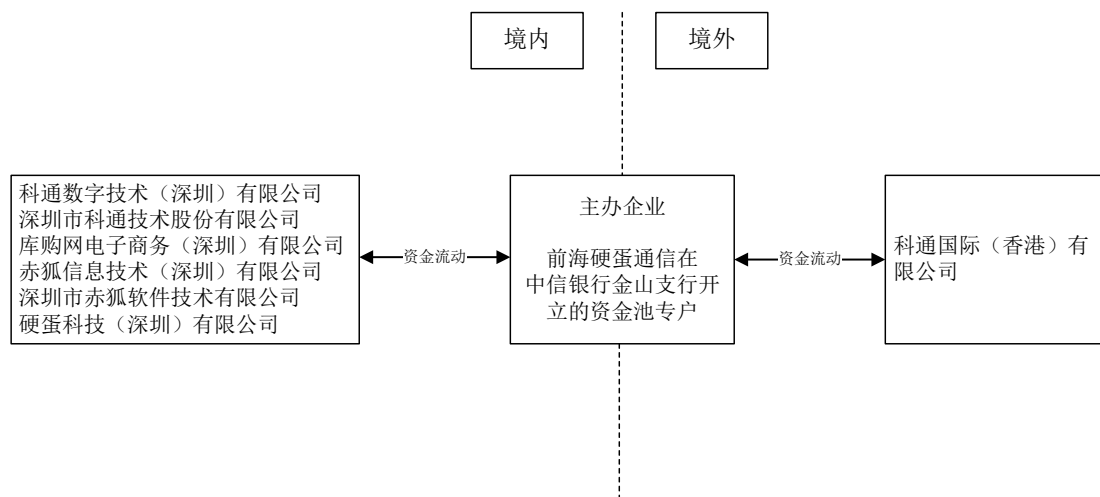 境内
境外
科通数字技术（深圳）有限公司
深圳市科通技术股份有限公司
库购网电子商务（深圳）有限公司
赤狐信息技术（深圳）有限公司
深圳市赤狐软件技术有限公司
硬蛋科技（深圳）有限公司
资金流动
主办企业
前海硬蛋通信在
中信银行金山支行开
立的资金池专户
资金流动
科通国际（香港）有
限公司